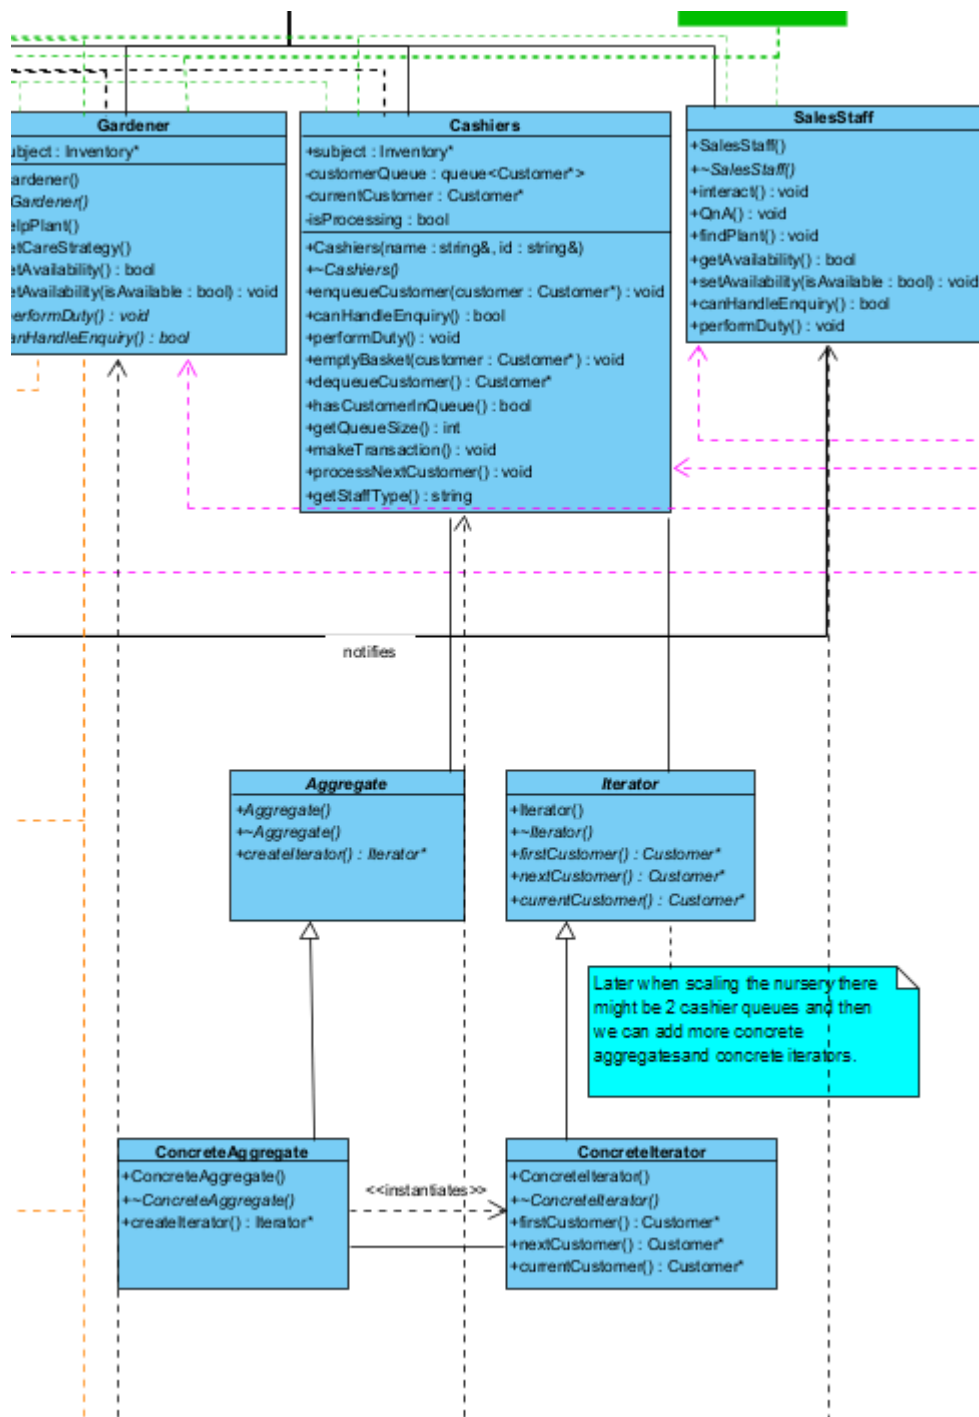 Gardener
ubject : Inventory*
ardener()
Gardener()
elpPlant()
etCareStrategy()
etAvailability() : bool
etAvailability(isAvailable : bool) : void
erformDuty() : void
anHandleEnquiry() : bool
Cashiers
+subject : Inventory*
-customerQueue : queue<Customer*>
-currentCustomer : Customer*
-isProcessing : bool
+Cashiers(name : string&, id : string&)
+~Cashiers()
+enqueueCustomer(customer : Customer*) : void
+canHandleEnquiry() : bool
+performDuty() : void
+emptyBasket(customer : Customer*) : void
+dequeueCustomer() : Customer*
+hasCustomerInQueue() : bool
+getQueueSize() : int
+makeTransaction() : void
+processNextCustomer() : void
+getStaffType() : string
SalesStaff
+SalesStaff()
+~SalesStaff()
+interact() : void
+QnA() : void
+findPlant() : void
+getAvailability() : bool
+setAvailability(isAvailable : bool) : void
+canHandleEnquiry() : bool
+performDuty() : void
notifies
Aggregate
+Aggregate()
+~Aggregate()
+createIterator() : Iterator*
Iterator
+Iterator()
+~Iterator()
+firstCustomer() : Customer*
+nextCustomer() : Customer*
+currentCustomer() : Customer*
Later when scaling the nursery there
might be 2 cashier queues and then
we can add more concrete
aggregatesand concrete iterators.
ConcreteAggregate
+ConcreteAggregate()
+~ConcreteAggregate()
+createIterator() : Iterator*
<<instantiates>>
ConcreteIterator
+ConcreteIterator()
+~ConcreteIterator()
+firstCustomer() : Customer*
+nextCustomer() : Customer*
+currentCustomer() : Customer*